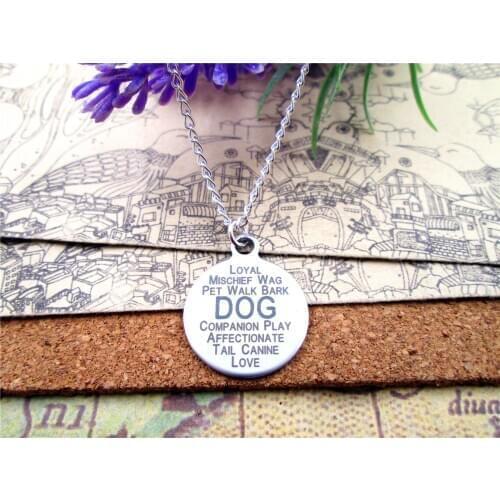 LOYAL
MISCHIEF WAG
PET WALK BARK
DOG
COMPANION PLAY
AFFECTIONATE
TAIL CANINE
LOVE